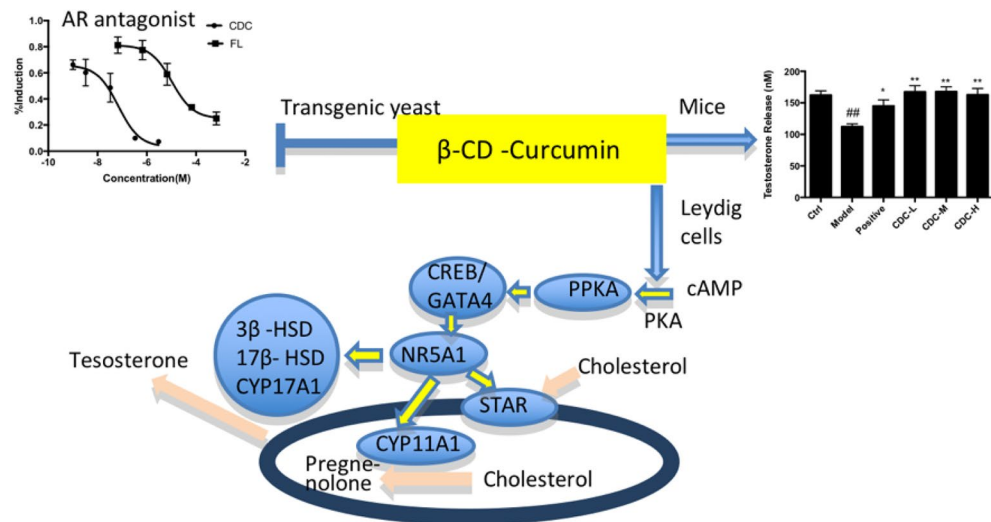 AR antagonist
CDC
FL
%Induction
1.0
0.8
0.6
0.4
0.2
0.0
-10
-8
-6
-4
-2
Concentration(M)
Transgenic yeast
β-CD -Curcumin
Mice
Testosterone Release (nM)
200
150
100
50
0
##
*
**
**
**
Ctrl
Model
Positive
CDC-L
CDC-M
CDC-H
Leydig
cells
CREB/
GATA4
PPKA
cAMP
PKA
3β -HSD
17β- HSD
CYP17A1
NR5A1
Tesosterone
Cholesterol
STAR
CYP11A1
Pregne-
nolone
Cholesterol